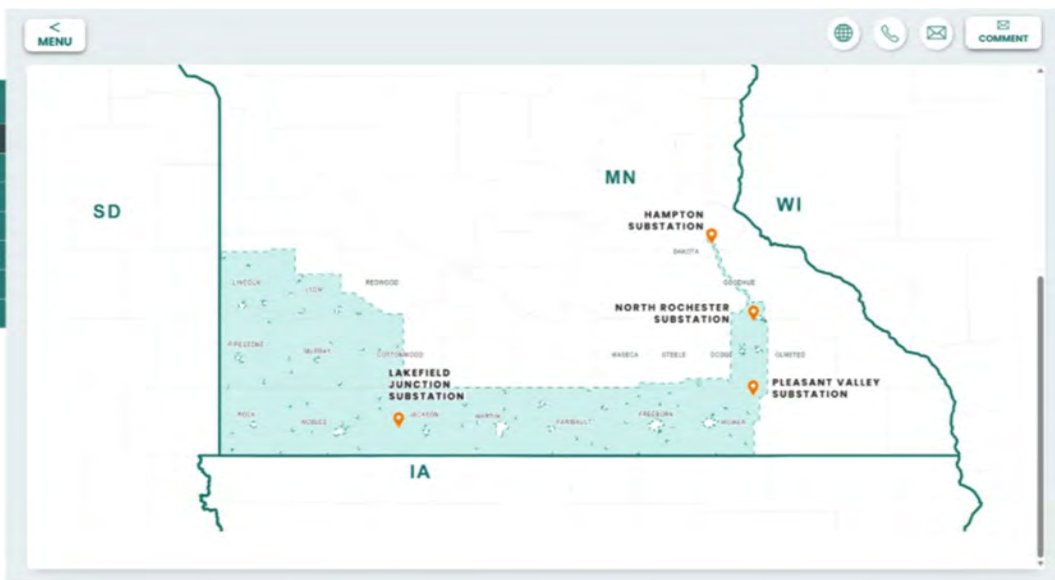 <
MENU
COMMENT
MN
SD
WI
HAMPTON
SUBSTATION
DAKOTA
LINCOLN
LYON
REDWOOD
GOODHUE
NORTH ROCHESTER
SUBSTATION
PIPESTONE
MURRAY
COTTONWOOD
WASECA
STEELE
DODGE
OLMSTED
LAKEFIELD
JUNCTION
SUBSTATION
PLEASANT VALLEY
SUBSTATION
ROCK
NOBLES
JACKSON
MARTIN
FARIBAULT
FREEBORN
MOWER
IA